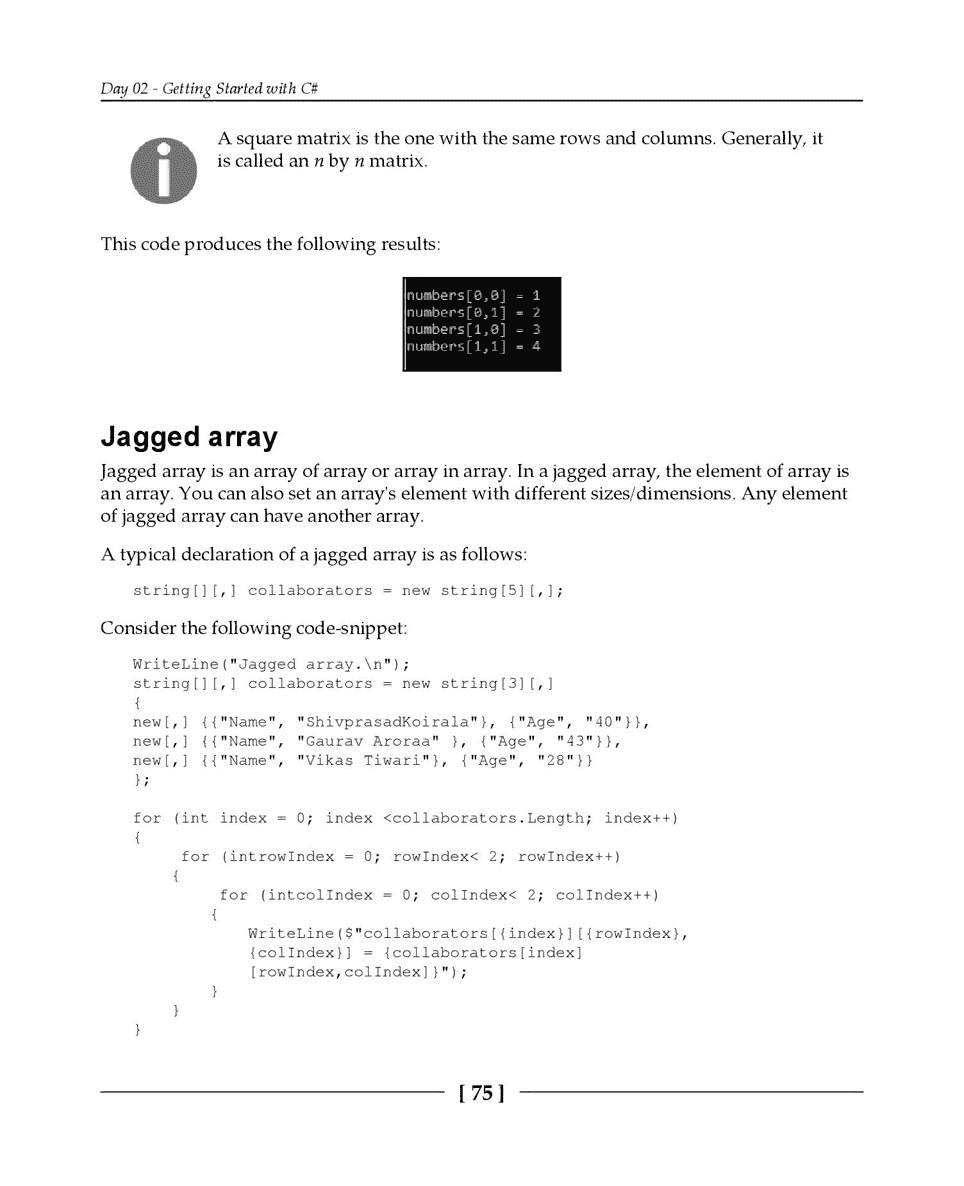 Day 02 - Getting Started with C#
A square matrix is the one with the same rows and columns. Generally, it
is called an n by n matrix.
This code produces the following results:
numbers[0,0] = 1
numbers[0,1] = 2
numbers[1,0] = 3
numbers[1,1] = 4
Jagged array
Jagged array is an array of array or array in array. In a jagged array, the element of array is
an array. You can also set an array's element with different sizes/dimensions. Any element
of jagged array can have another array.
A typical declaration of a jagged array is as follows:
string[][,] collaborators = new string[5][,];
Consider the following code-snippet:
WriteLine("Jagged array.\n");
string[][,] collaborators = new string[3][,]
{
new[,] {{"Name", "ShivprasadKoirala"}, {"Age", "40"}},
new[,] {{"Name", "Gaurav Aroraa" }, {"Age", "43"}},
new[,] {{"Name", "Vikas Tiwari"}, {"Age", "28"}}
};
for (int index = 0; index <collaborators.Length; index++)
{
for (introwIndex = 0; rowIndex< 2; rowIndex++)
{
for (intcolIndex = 0; colIndex< 2; colIndex++)
{
WriteLine($"collaborators[{index}][{rowIndex},
{colIndex}] = {collaborators[index]
[rowIndex,colIndex]}");
}
}
}
[ 75 ]